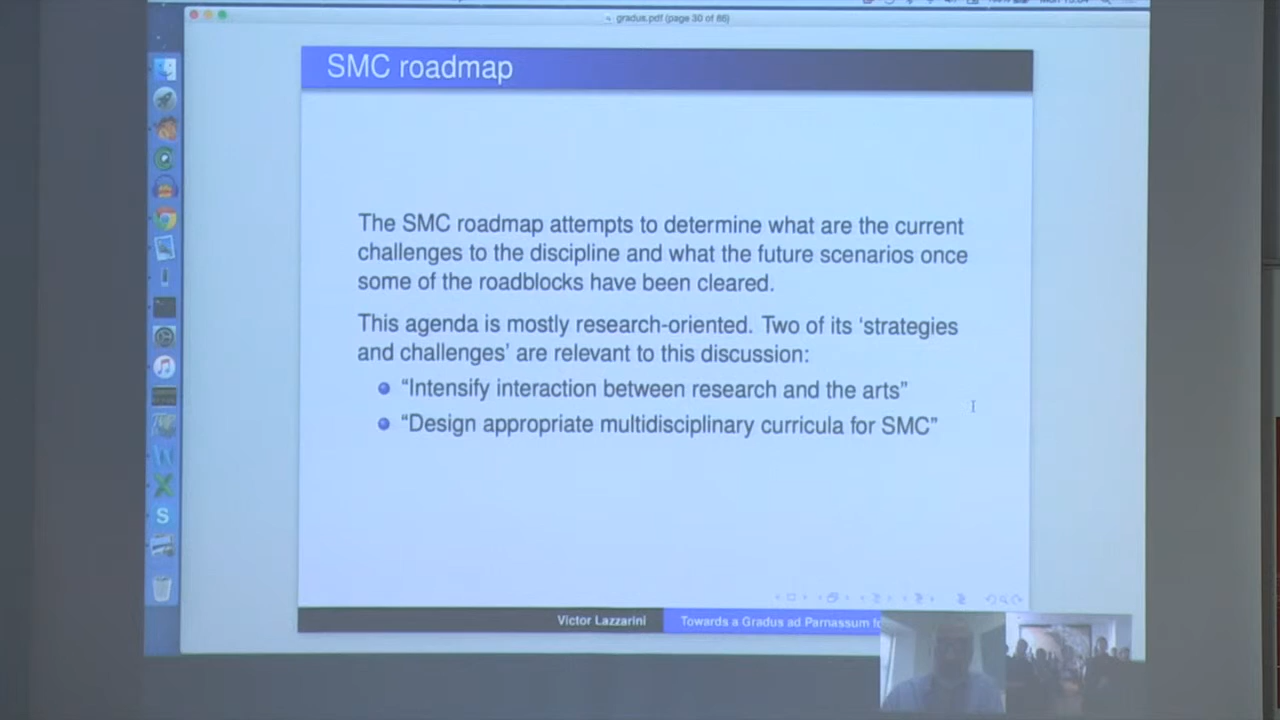 gradus.pdf (page 30 of 86)
SMC roadmap
The SMC roadmap attempts to determine what are the current
challenges to the discipline and what the future scenarios once
some of the roadblocks have been cleared.
This agenda is mostly research-oriented. Two of its ‘strategies
and challenges’ are relevant to this discussion:
“Intensify interaction between research and the arts”
“Design appropriate multidisciplinary curricula for SMC”
Victor Lazzarini
Towards a Gradus ad Parnassum